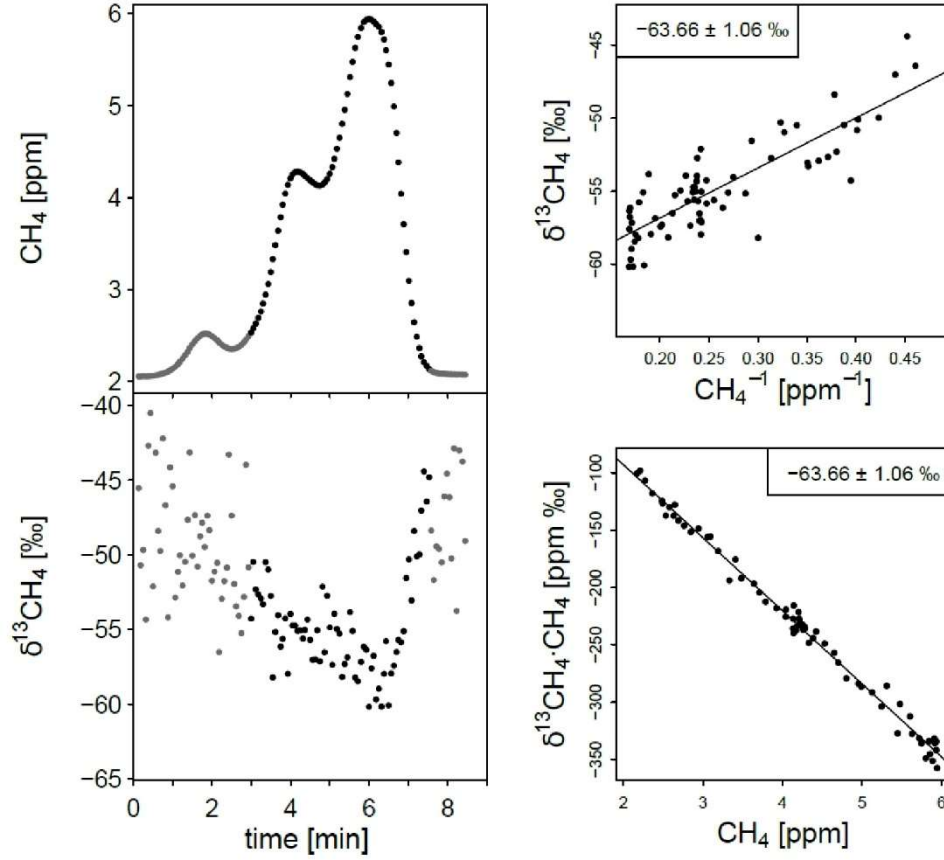 CH₄ [ppm]
6
5
4
3
2
δ¹³CH₄ [‰]
−40
−45
−50
−55
−60
−65
0 2 4 6 8
time [min]
−63.66 ± 1.06 ‰
δ¹³CH₄ [‰]
−45
−50
−55
−60
0.20 0.25 0.30 0.35 0.40 0.45
CH₄⁻¹ [ppm⁻¹]
−63.66 ± 1.06 ‰
δ¹³CH₄·CH₄ [ppm ‰]
−100
−150
−200
−250
−300
−350
2 3 4 5 6
CH₄ [ppm]